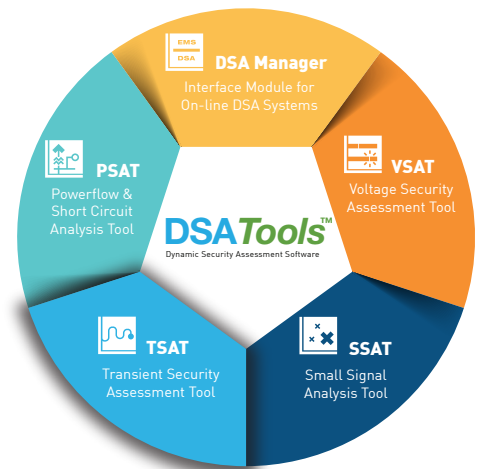 EMS
DSA
DSA Manager
Interface Module for
On-line DSA Systems
VSAT
Voltage Security
Assessment Tool
SSAT
Small Signal
Analysis Tool
TSAT
Transient Security
Assessment Tool
PSAT
Powerflow &
Short Circuit
Analysis Tool
DSATools™
Dynamic Security Assessment Software